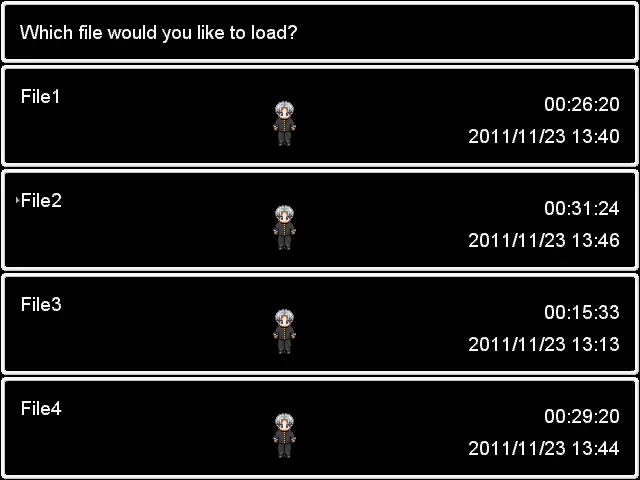 Which file would you like to load?
File1
00:26:20
2011/11/23 13:40
File2
00:31:24
2011/11/23 13:46
File3
00:15:33
2011/11/23 13:13
File4
00:29:20
2011/11/23 13:44